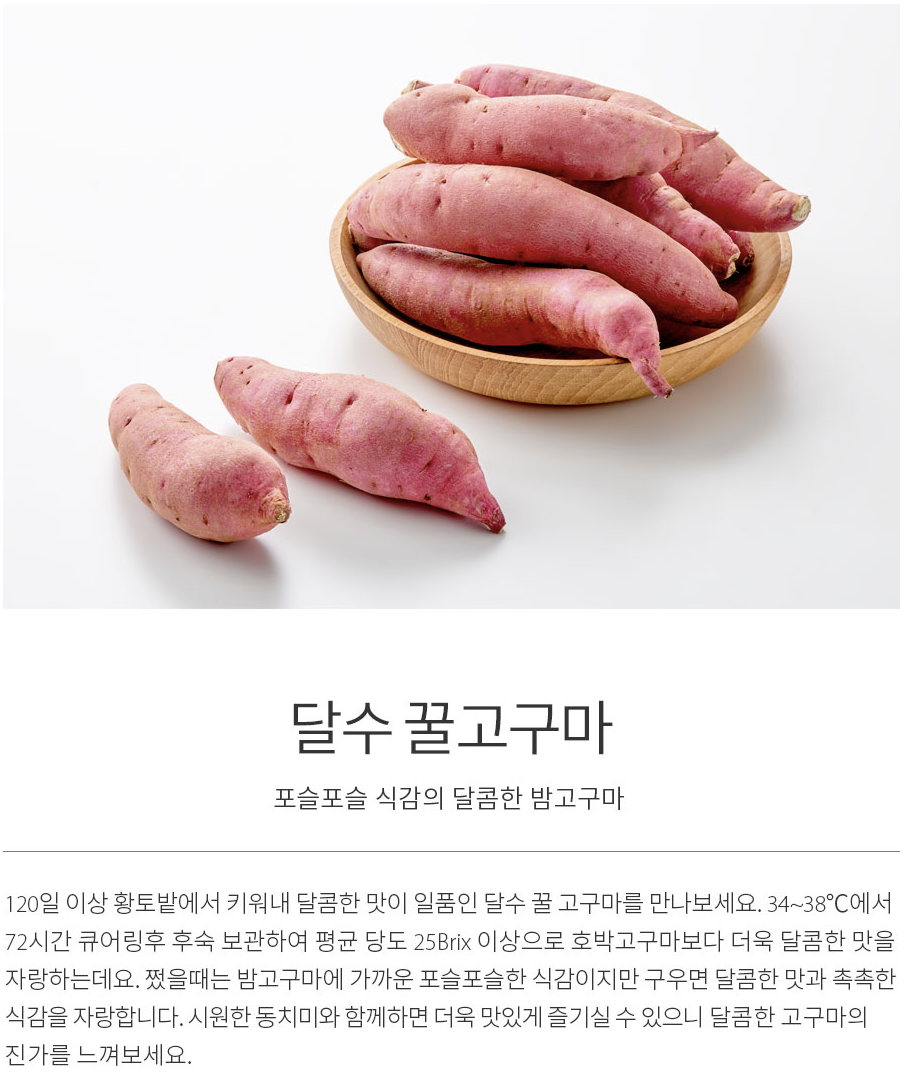 달수 꿀고구마
포슬포슬 식감의 달콤한 밤고구마
120일 이상 황토밭에서 키워내 달콤한 맛이 일품인 달수 꿀 고구마를 만나보세요. 34~38℃에서
72시간 큐어링후 후숙 보관하여 평균 당도 25Brix 이상으로 호박고구마보다 더욱 달콤한 맛을
자랑하는데요. 쪘을때는 밤고구마에 가까운 포슬포슬한 식감이지만 구우면 달콤한 맛과 촉촉한
식감을 자랑합니다. 시원한 동치미와 함께하면 더욱 맛있게 즐기실 수 있으니 달콤한 고구마의
진가를 느껴보세요.